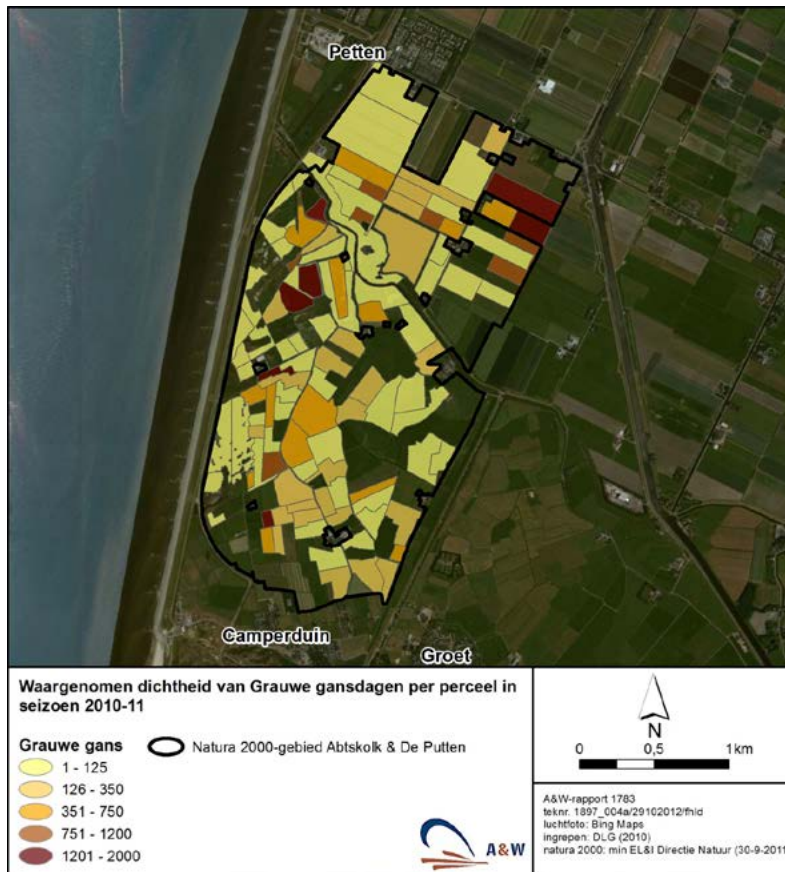 Petten
Camperduin
Groet
Waargenomen dichtheid van Grauwe gansdagen per perceel in
seizoen 2010-11
Grauwe gans
Natura 2000-gebied Abtskolk & De Putten
1 - 125
126 - 350
351 - 750
751 - 1200
1201 - 2000
A&W
N
0 0,5 1km
A&W-rapport 1783
teknr. 1897_004a/29102012/fhld
luchtfoto: Bing Maps
ingrepen: DLG (2010)
natura 2000: min EL&I Directie Natuur (30-9-2011